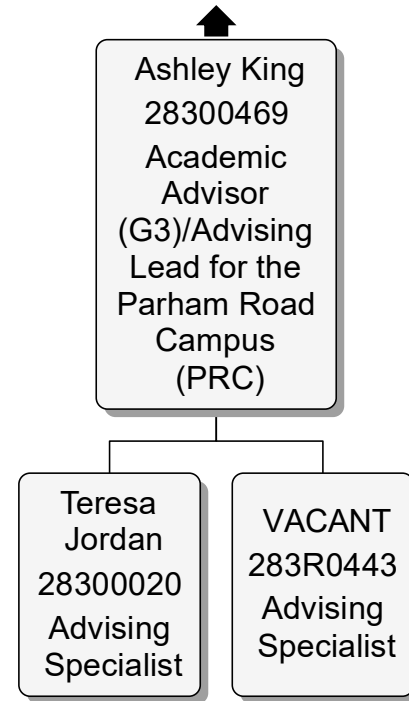 Ashley King
28300469
Academic
Advisor
(G3)/Advising
Lead for the
Parham Road
Campus
(PRC)
Teresa
Jordan
28300020
Advising
Specialist
VACANT
283R0443
Advising
Specialist